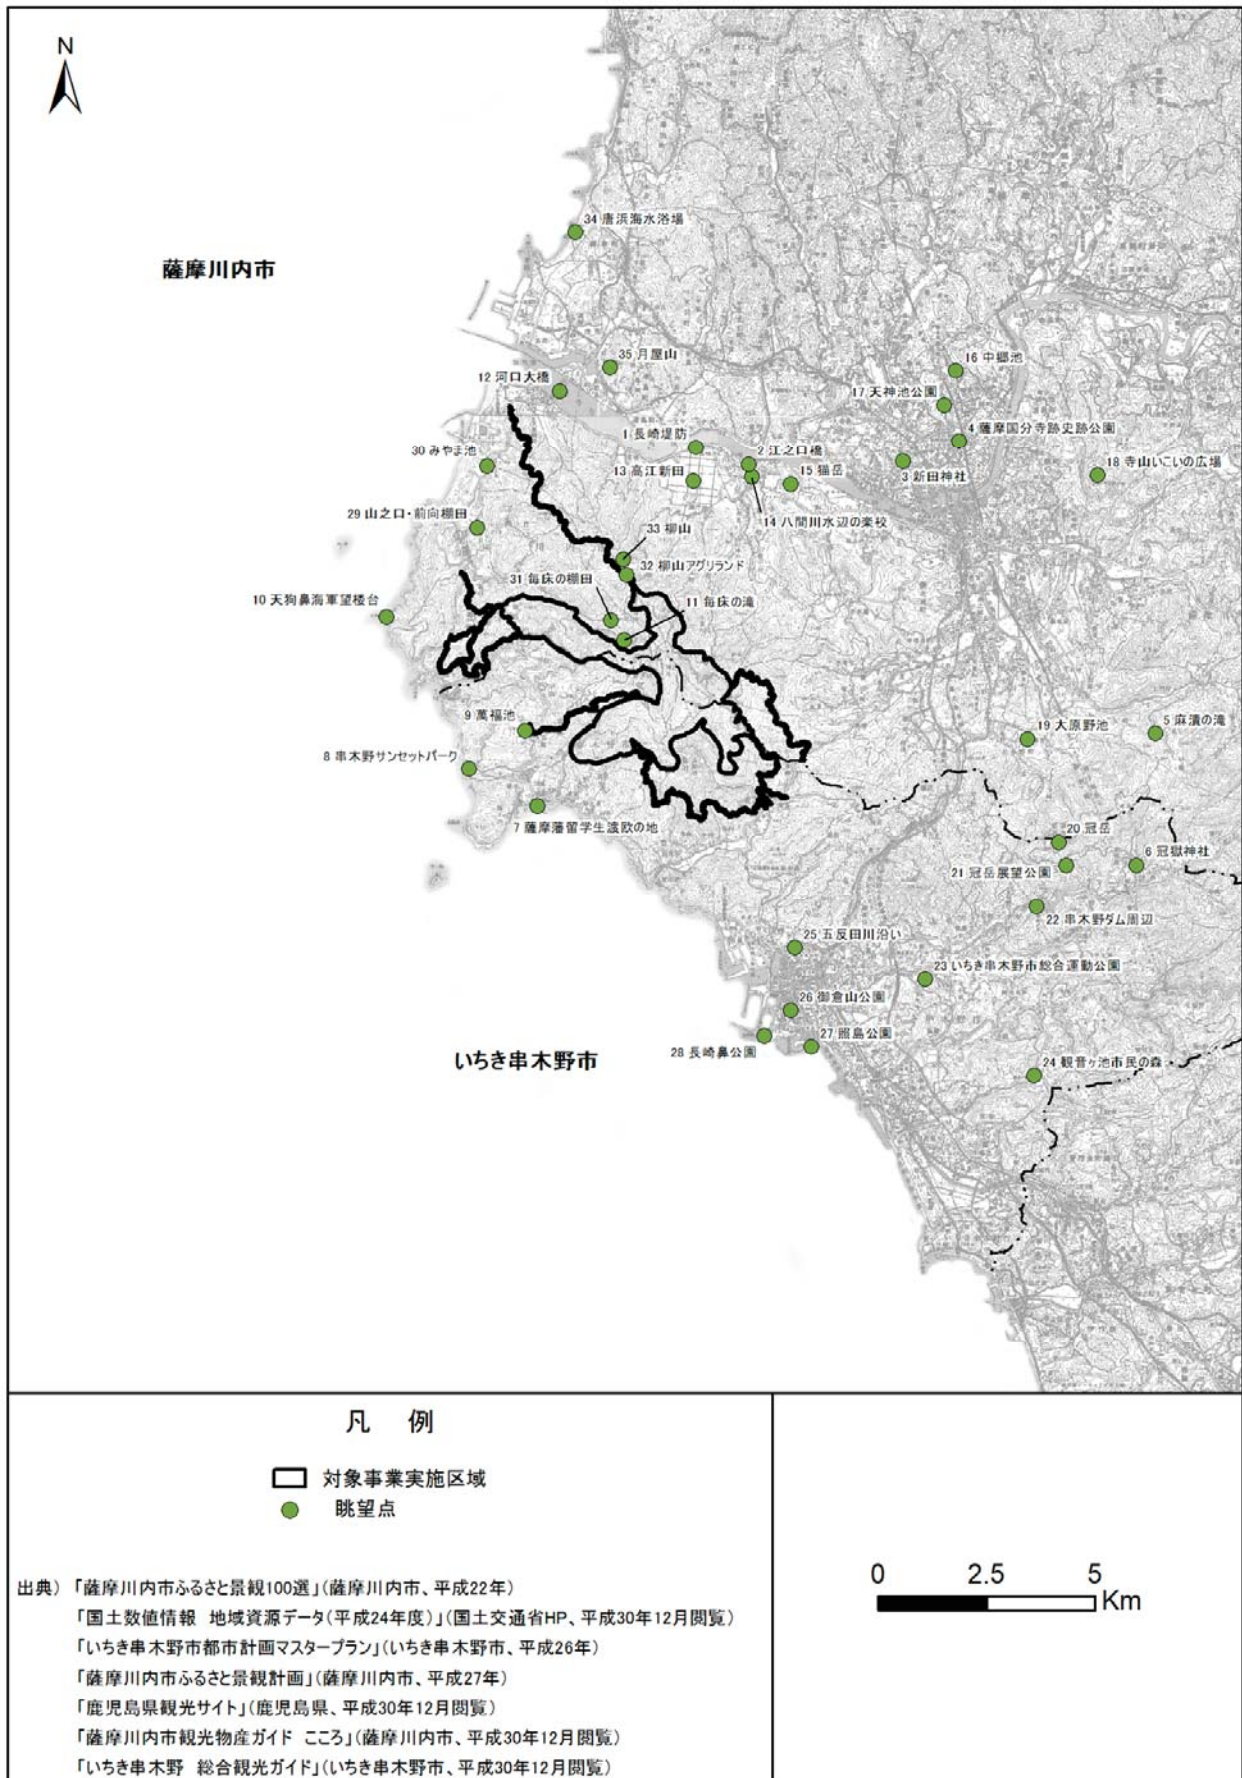 N
34 唐浜海水浴場
薩摩川内市
35 月屋山
16 中郷池
12 河口大橋
17 天神池公園
1 長崎堤防
4 薩摩国分寺跡史跡公園
2 江之口橋
30 みやま池
13 高江新田
15 猫岳
3 新田神社
18 寺山いこいの広場
29 山之口・前向棚田
14 八間川水辺の楽校
33 柳山
32 柳山アグリランド
31 毎床の棚田
10 天狗鼻海軍望楼台
11 毎床の滝
9 萬福池
19 大原野池
5 麻漬の滝
8 串木野サンセットパーク
7 薩摩藩留学生渡欧の地
20 冠岳
21 冠岳展望公園
6 冠嶽神社
22 串木野ダム周辺
25 五反田川沿い
23 いちき串木野市総合運動公園
26 御倉山公園
28 長崎鼻公園
27 照島公園
いちき串木野市
24 観音ヶ池市民の森
凡 例
対象事業実施区域
眺望点
0 2.5 5
Km
出典）「薩摩川内市ふるさと景観100選」（薩摩川内市、平成22年）
「国土数値情報 地域資源データ（平成24年度）」（国土交通省HP、平成30年12月閲覧）
「いちき串木野市都市計画マスタープラン」（いちき串木野市、平成26年）
「薩摩川内市ふるさと景観計画」（薩摩川内市、平成27年）
「鹿児島県観光サイト」（鹿児島県、平成30年12月閲覧）
「薩摩川内市観光物産ガイド こころ」（薩摩川内市、平成30年12月閲覧）
「いちき串木野 総合観光ガイド」（いちき串木野市、平成30年12月閲覧）